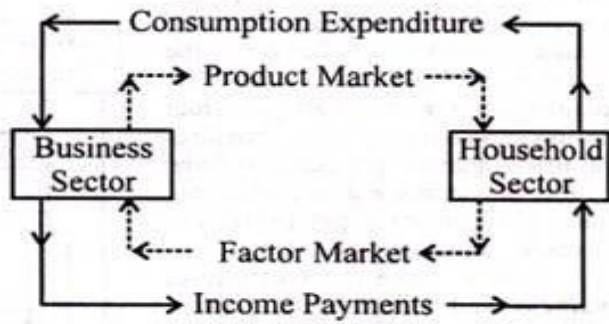 Consumption Expenditure
Product Market
Business
Sector
Household
Sector
Factor Market
Income Payments